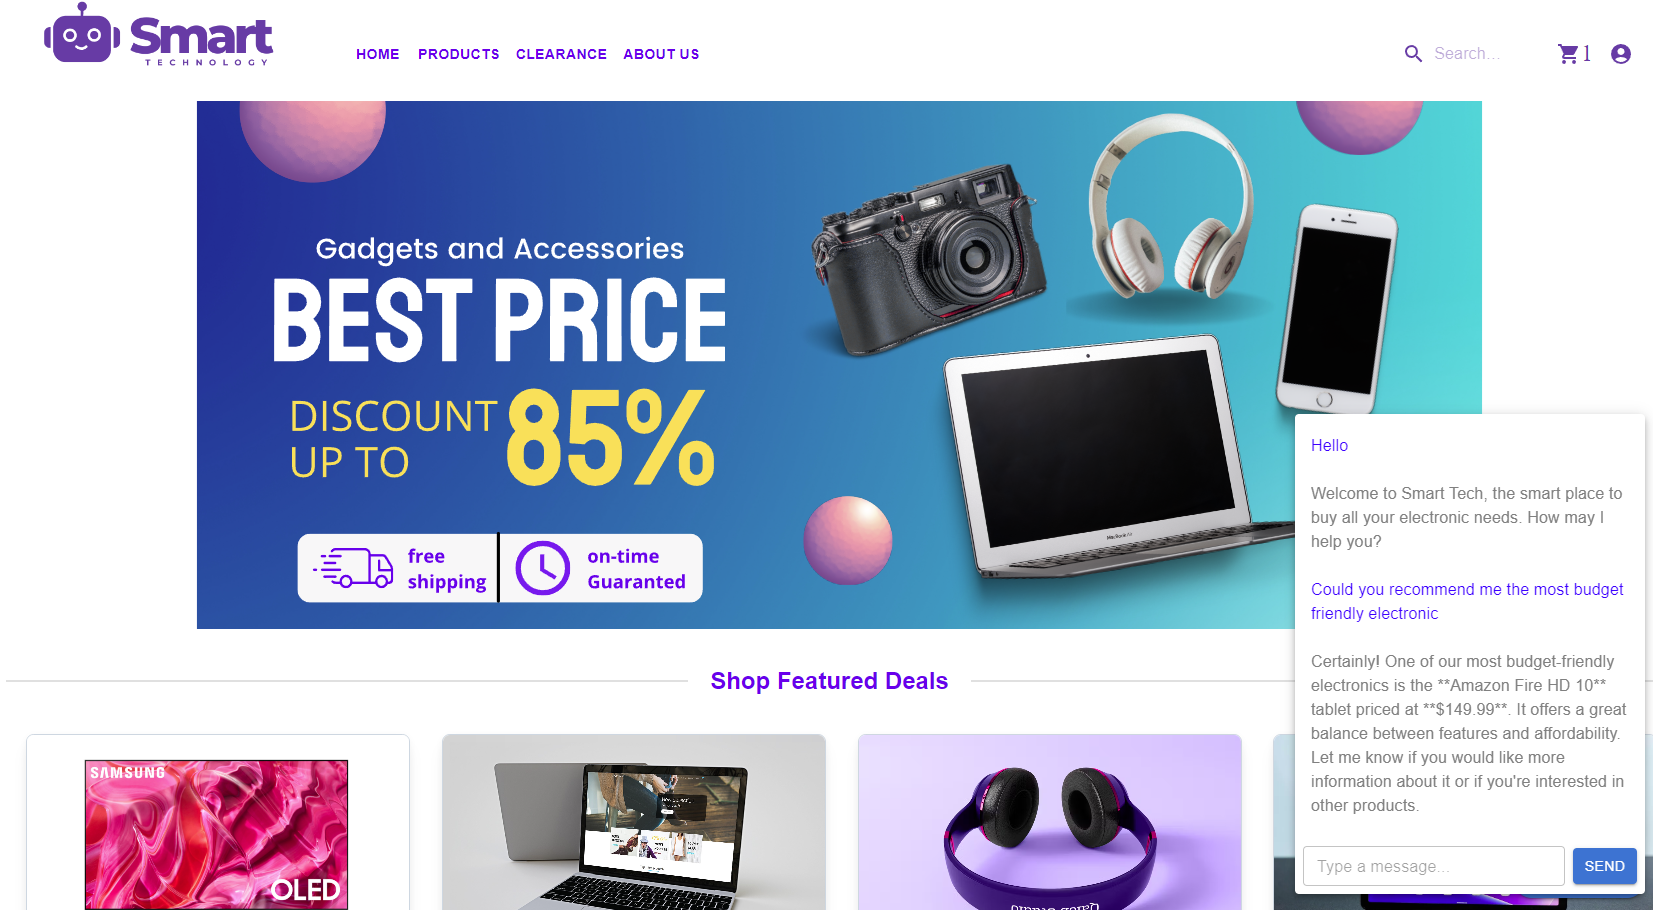 Smart
TECHNOLOGY
HOME PRODUCTS CLEARANCE ABOUT US
Search...
1
Gadgets and Accessories
BEST PRICE
DISCOUNT
UP TO
85%
free
shipping
on-time
Guaranted
Shop Featured Deals
SAMSUNG
OLED
Hello
Welcome to Smart Tech, the smart place to
buy all your electronic needs. How may I
help you?
Could you recommend me the most budget
friendly electronic
Certainly! One of our most budget-friendly
electronics is the **Amazon Fire HD 10**
tablet priced at **$149.99**. It offers a great
balance between features and affordability.
Let me know if you would like more
information about it or if you're interested in
other products.
Type a message...
SEND